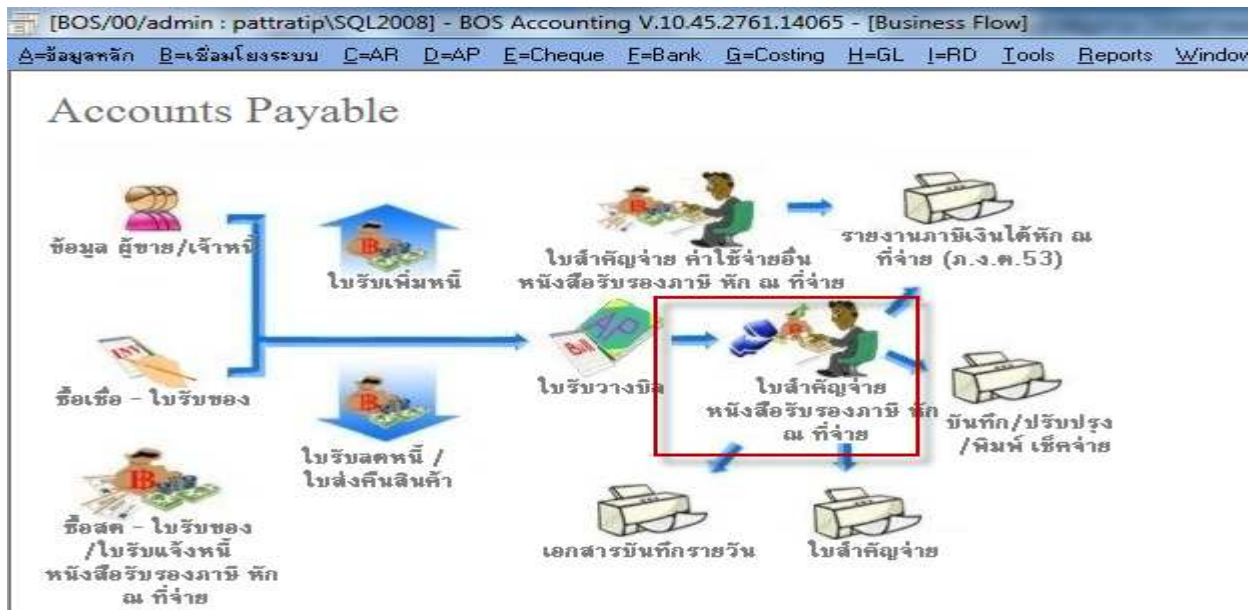 [BOS/00/admin : pattratip\SQL2008] - BOS Accounting V.10.45.2761.14065 - [Business Flow]
A=ข้อมูลหลัก B=เชื่อมโยงระบบ C=AR D=AP E=Cheque F=Bank G=Costing H=GL I=RD Tools Reports Window
Accounts Payable
ข้อมูล ผู้ขาย/เจ้าหนี้
ใบรับเพิ่มหนี้
ใบสำคัญจ่าย ค่าใช้จ่ายอื่น
หนังสือรับรองภาษี หัก ณ ที่จ่าย
รายงานภาษีเงินได้หัก ณ
ที่จ่าย (ภ.ง.ด.53)
ซื้อเชื่อ - ใบรับของ
ใบรับวางบิล
ใบสำคัญจ่าย
หนังสือรับรองภาษี หัก
ณ ที่จ่าย
บันทึก/ปรับปรุง
/พิมพ์ เช็คจ่าย
ใบรับลดหนี้ /
ใบส่งคืนสินค้า
ซื้อสด - ใบรับของ
/ใบรับแจ้งหนี้
หนังสือรับรองภาษี หัก
ณ ที่จ่าย
เอกสารบันทึกรายวัน
ใบสำคัญจ่าย
INV
AP
Bill